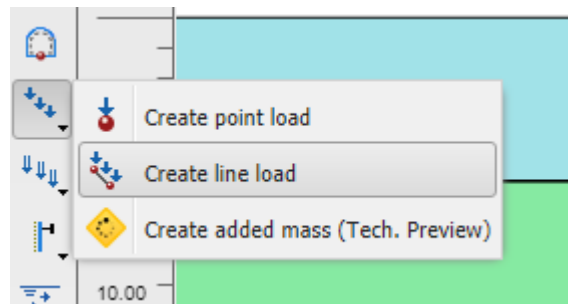 Create point load
Create line load
Create added mass (Tech. Preview)
10.00